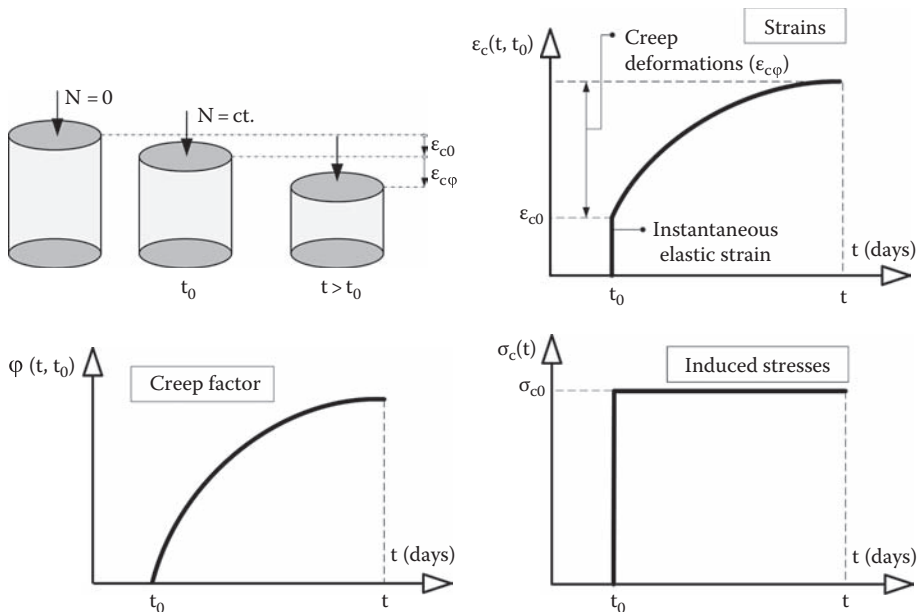 N = 0
N = ct.
ε_c0
ε_cφ
t_0
t > t_0
ε_c(t, t_0)
Strains
Creep
deformations (ε_cφ)
ε_c0
Instantaneous
elastic strain
t (days)
t_0
t
φ (t, t_0)
Creep factor
t (days)
t_0
t
σ_c(t)
Induced stresses
σ_c0
t (days)
t_0
t